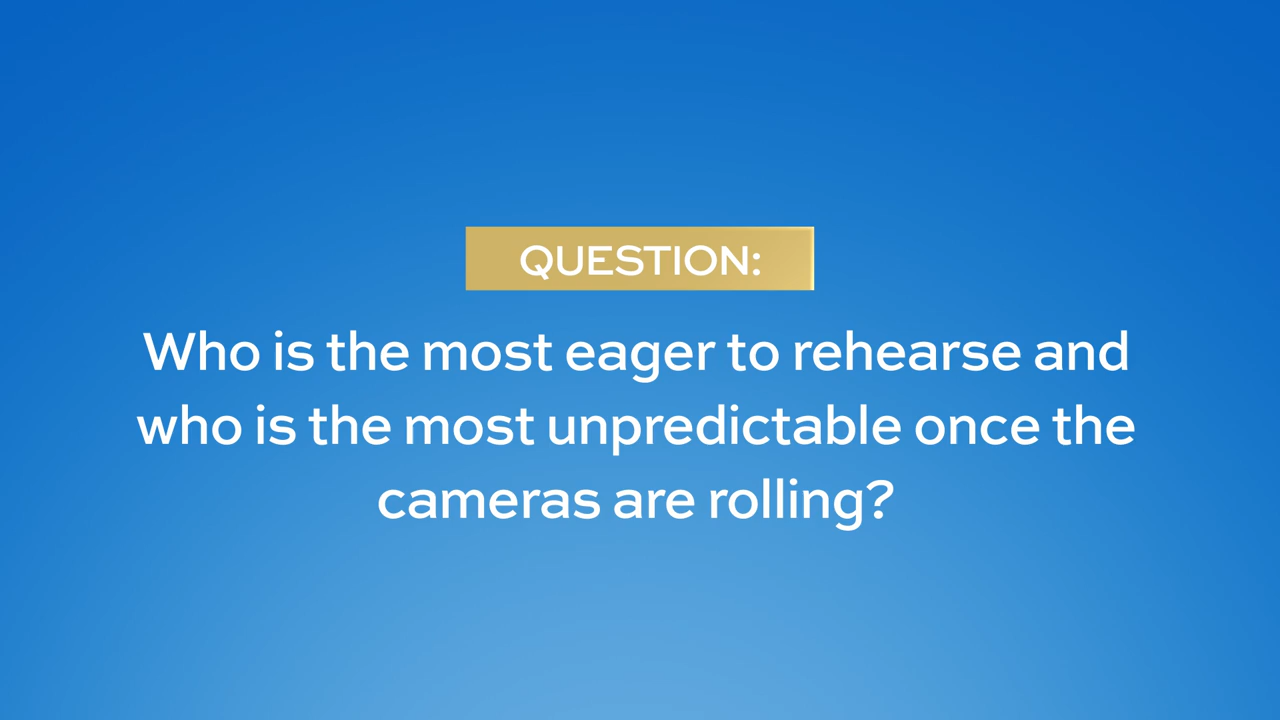 QUESTION:
Who is the most eager to rehearse and
who is the most unpredictable once the
cameras are rolling?